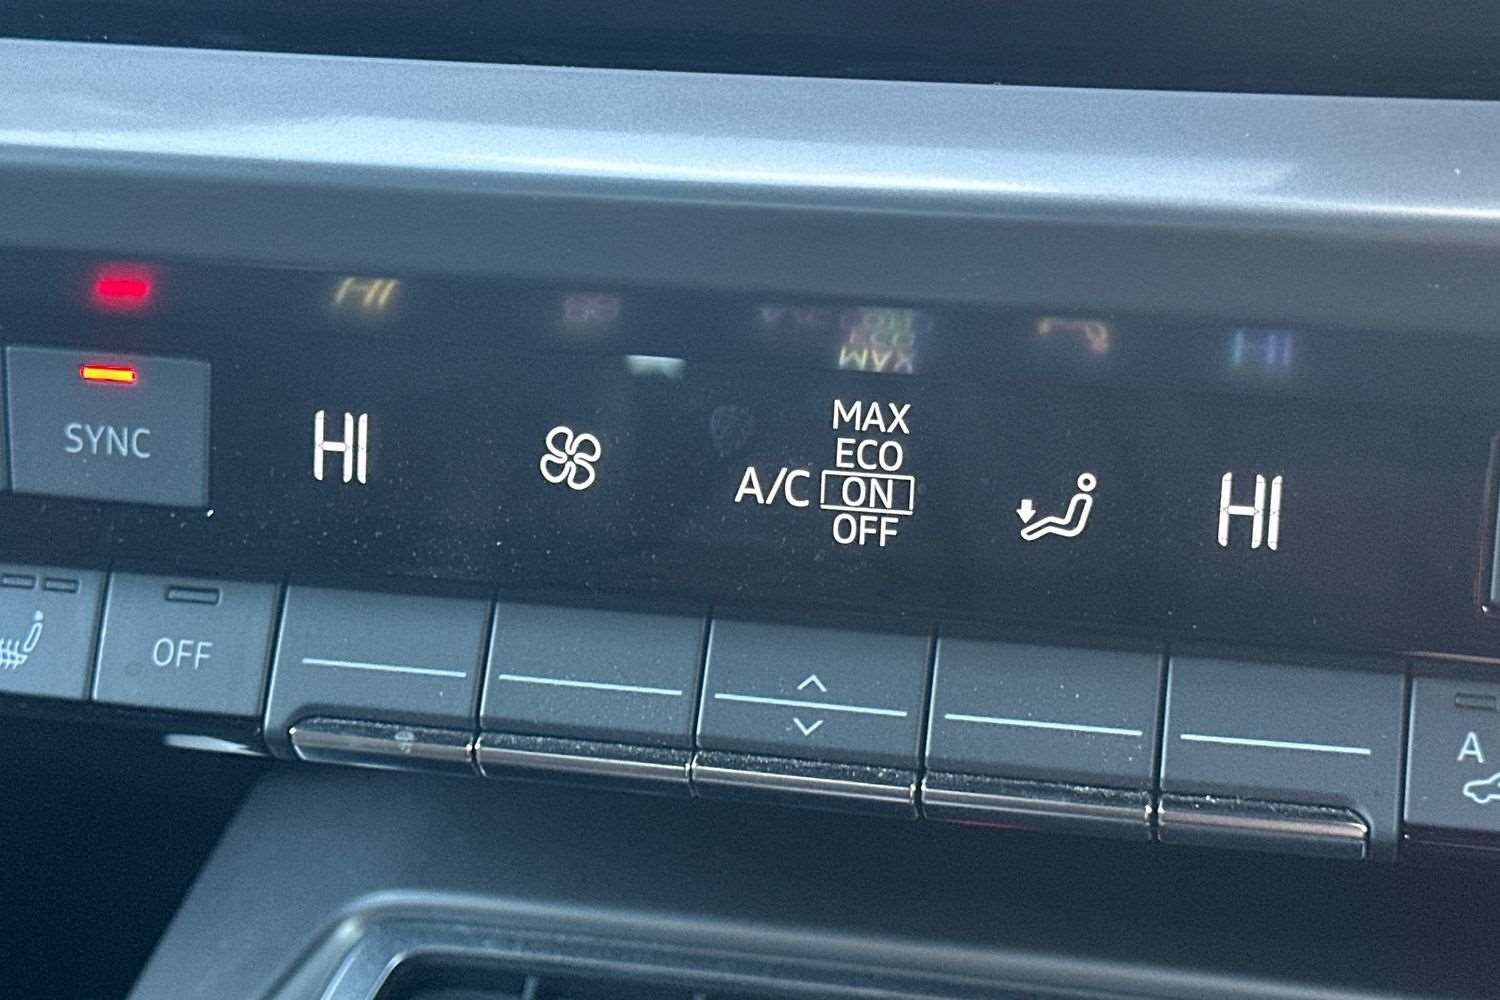 SYNC
HI
MAX
ECO
A/C ON
OFF
HI
OFF
A